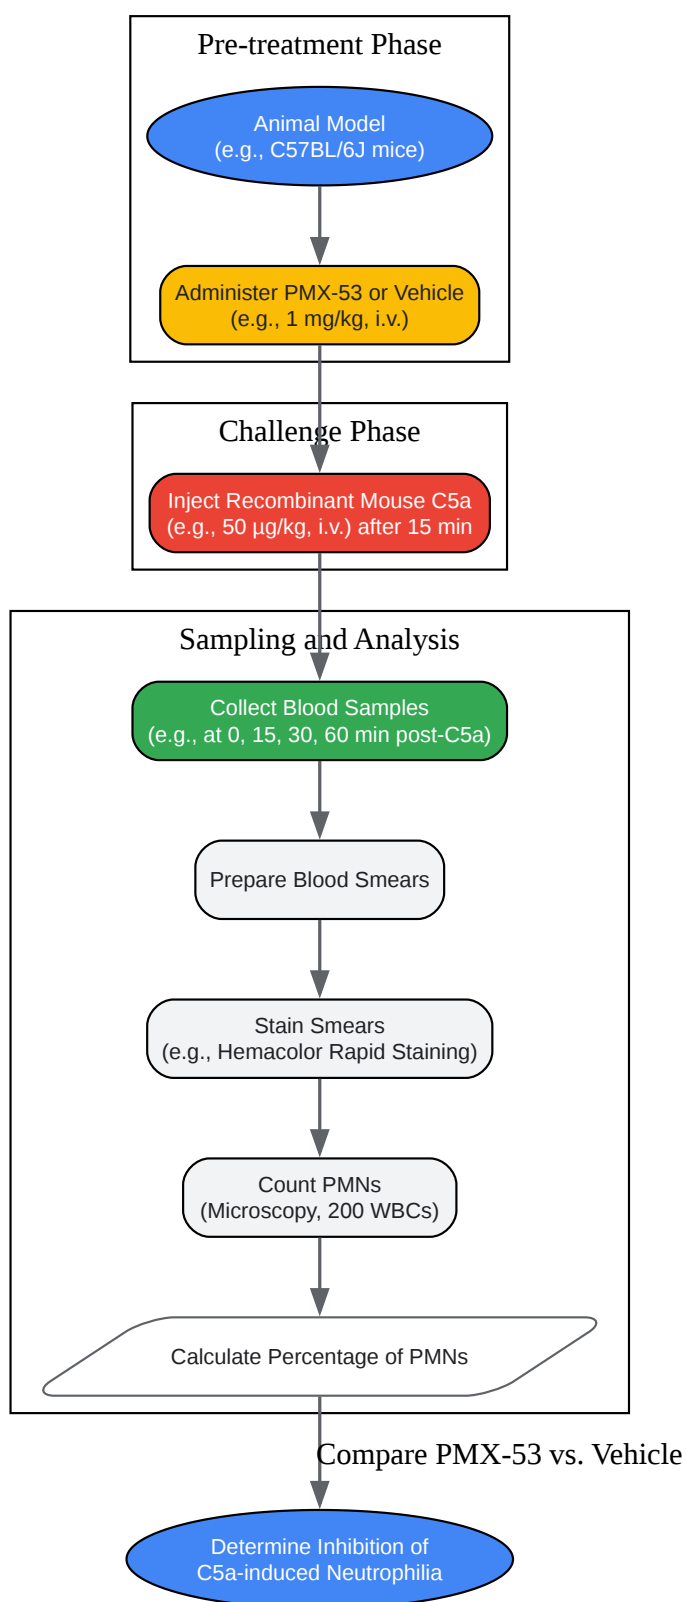 Pre-treatment Phase
Animal Model
(e.g., C57BL/6J mice)
Administer PMX-53 or Vehicle
(e.g., 1 mg/kg, i.v.)
Challenge Phase
Inject Recombinant Mouse C5a
(e.g., 50 µg/kg, i.v.) after 15 min
Sampling and Analysis
Collect Blood Samples
(e.g., at 0, 15, 30, 60 min post-C5a)
Prepare Blood Smears
Stain Smears
(e.g., Hemacolor Rapid Staining)
Count PMNs
(Microscopy, 200 WBCs)
Calculate Percentage of PMNs
Compare PMX-53 vs. Vehicle
Determine Inhibition of
C5a-induced Neutrophilia